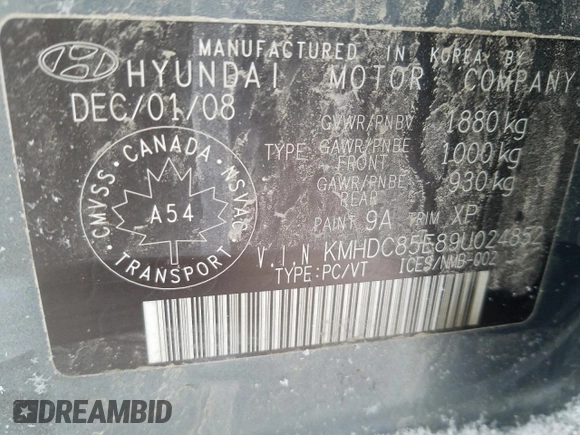 MANUFACTURED IN KOREA BY
HYUNDAI MOTOR COMPANY
DEC/01/08
GVWR/PNBV 1880 kg
TYPE GAWR/PNBE FRONT 1000 kg
GAWR/PNBE REAR 930 kg
PAINT 9A TRIM XP
CANADA
CMVSS · NSVAC
A54
TRANSPORT
V.I.N KMHDC85E89U024852
TYPE:PC/VT ICES/NMB-002
DREAMBID